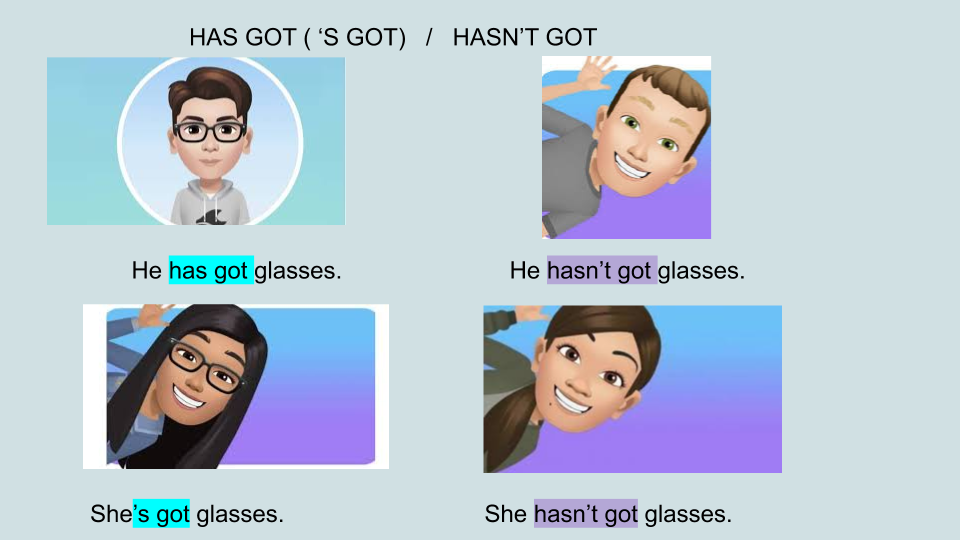 HAS GOT ( ‘S GOT) / HASN’T GOT
He has got glasses.
He hasn’t got glasses.
She’s got glasses.
She hasn’t got glasses.